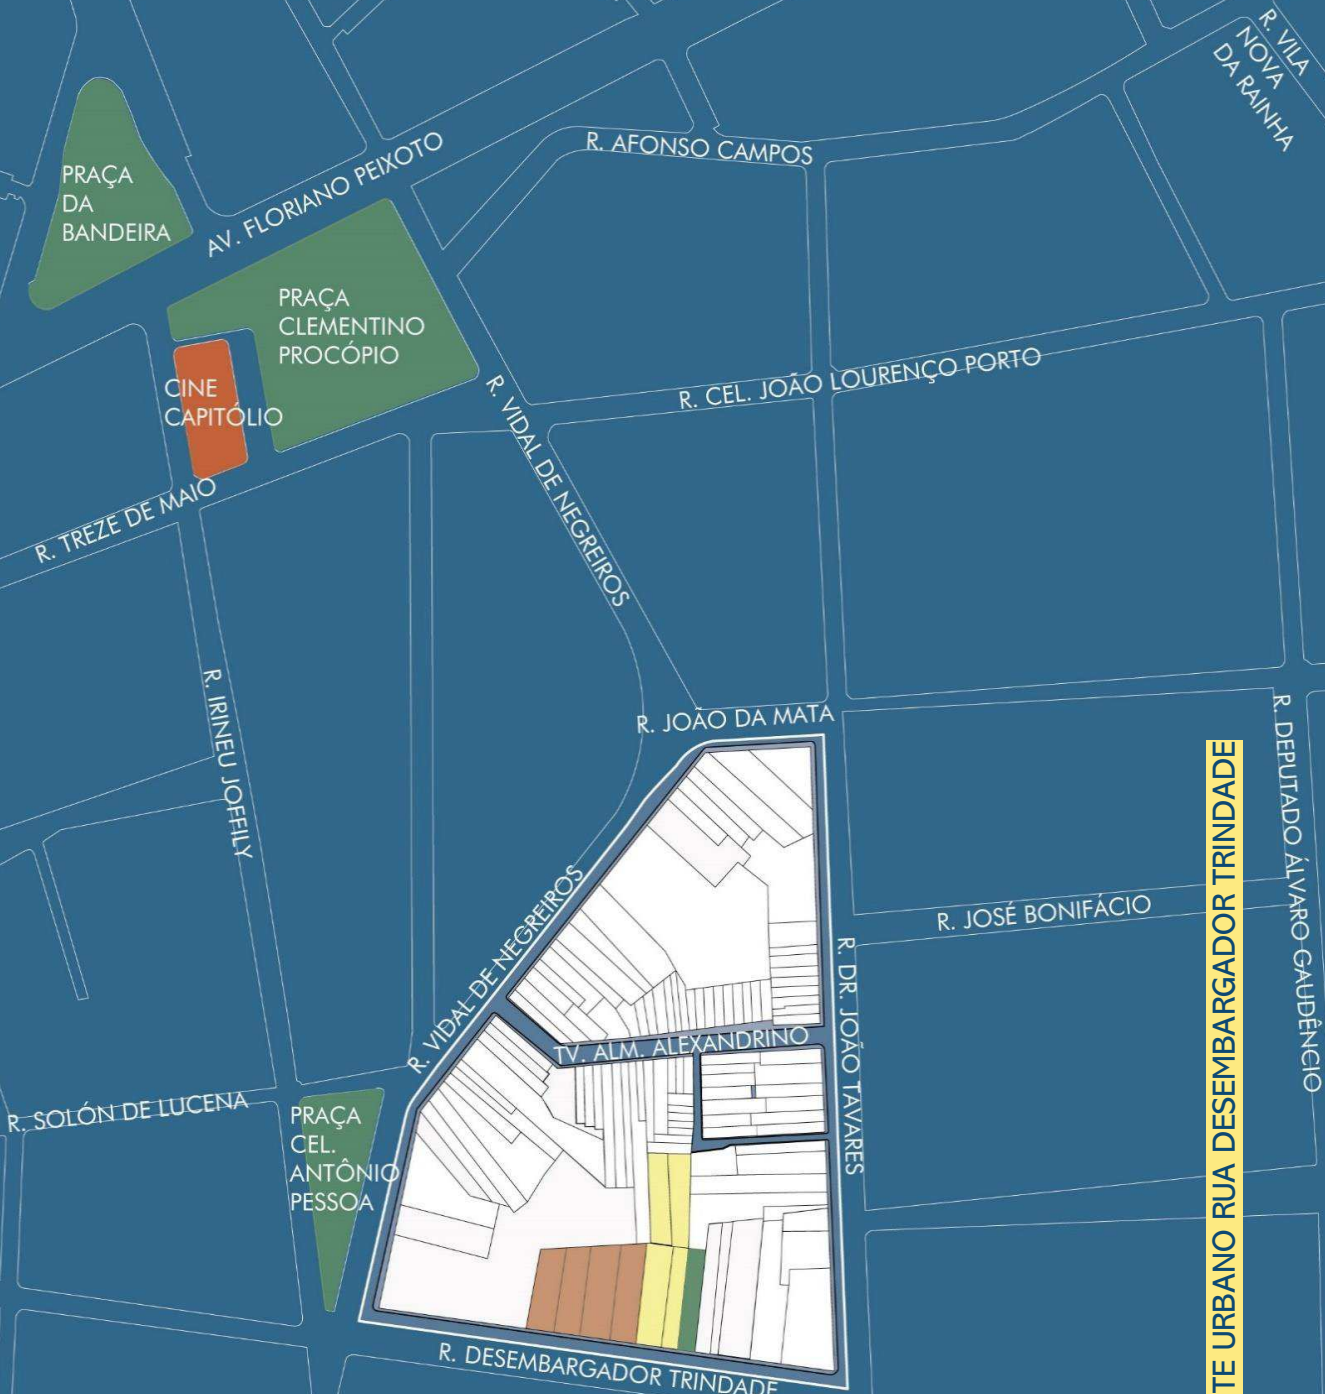 R. VILA
NOVA
DA RAINHA
R. AFONSO CAMPOS
AV. FLORIANO PEIXOTO
PRAÇA
DA
BANDEIRA
PRAÇA
CLEMENTINO
PROCÓPIO
CINE
CAPITÓLIO
R. CEL. JOÃO LOURENÇO PORTO
R. VIDAL DE NEGREIROS
R. TREZE DE MAIO
R. IRINEU JOFFILY
R. JOÃO DA MATA
R. DEPUTADO ÁLVARO GAUDÊNCIO
TE URBANO RUA DESEMBARGADOR TRINDADE
R. JOSÉ BONIFÁCIO
R. VIDAL DE NEGREIROS
R. DR. JOÃO TAVARES
TV. ALM. ALEXANDRINO
R. SOLÓN DE LUCENA
PRAÇA
CEL.
ANTÔNIO
PESSOA
R. DESEMBARGADOR TRINDADE